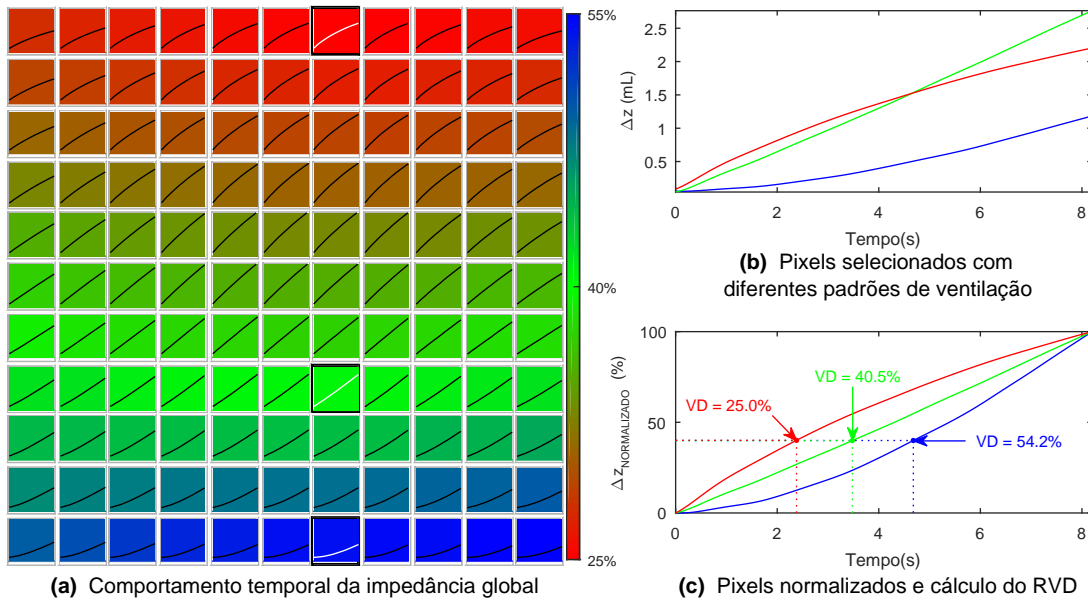 55%
40%
25%
(a) Comportamento temporal da impedância global
Δz (mL)
2.5
2
1.5
1
0.5
0 2 4 6 8
Tempo(s)
(b) Pixels selecionados com
diferentes padrões de ventilação
Δz NORMALIZADO (%)
100
50
0
VD = 25.0%
VD = 40.5%
VD = 54.2%
0 2 4 6 8
Tempo(s)
(c) Pixels normalizados e cálculo do RVD